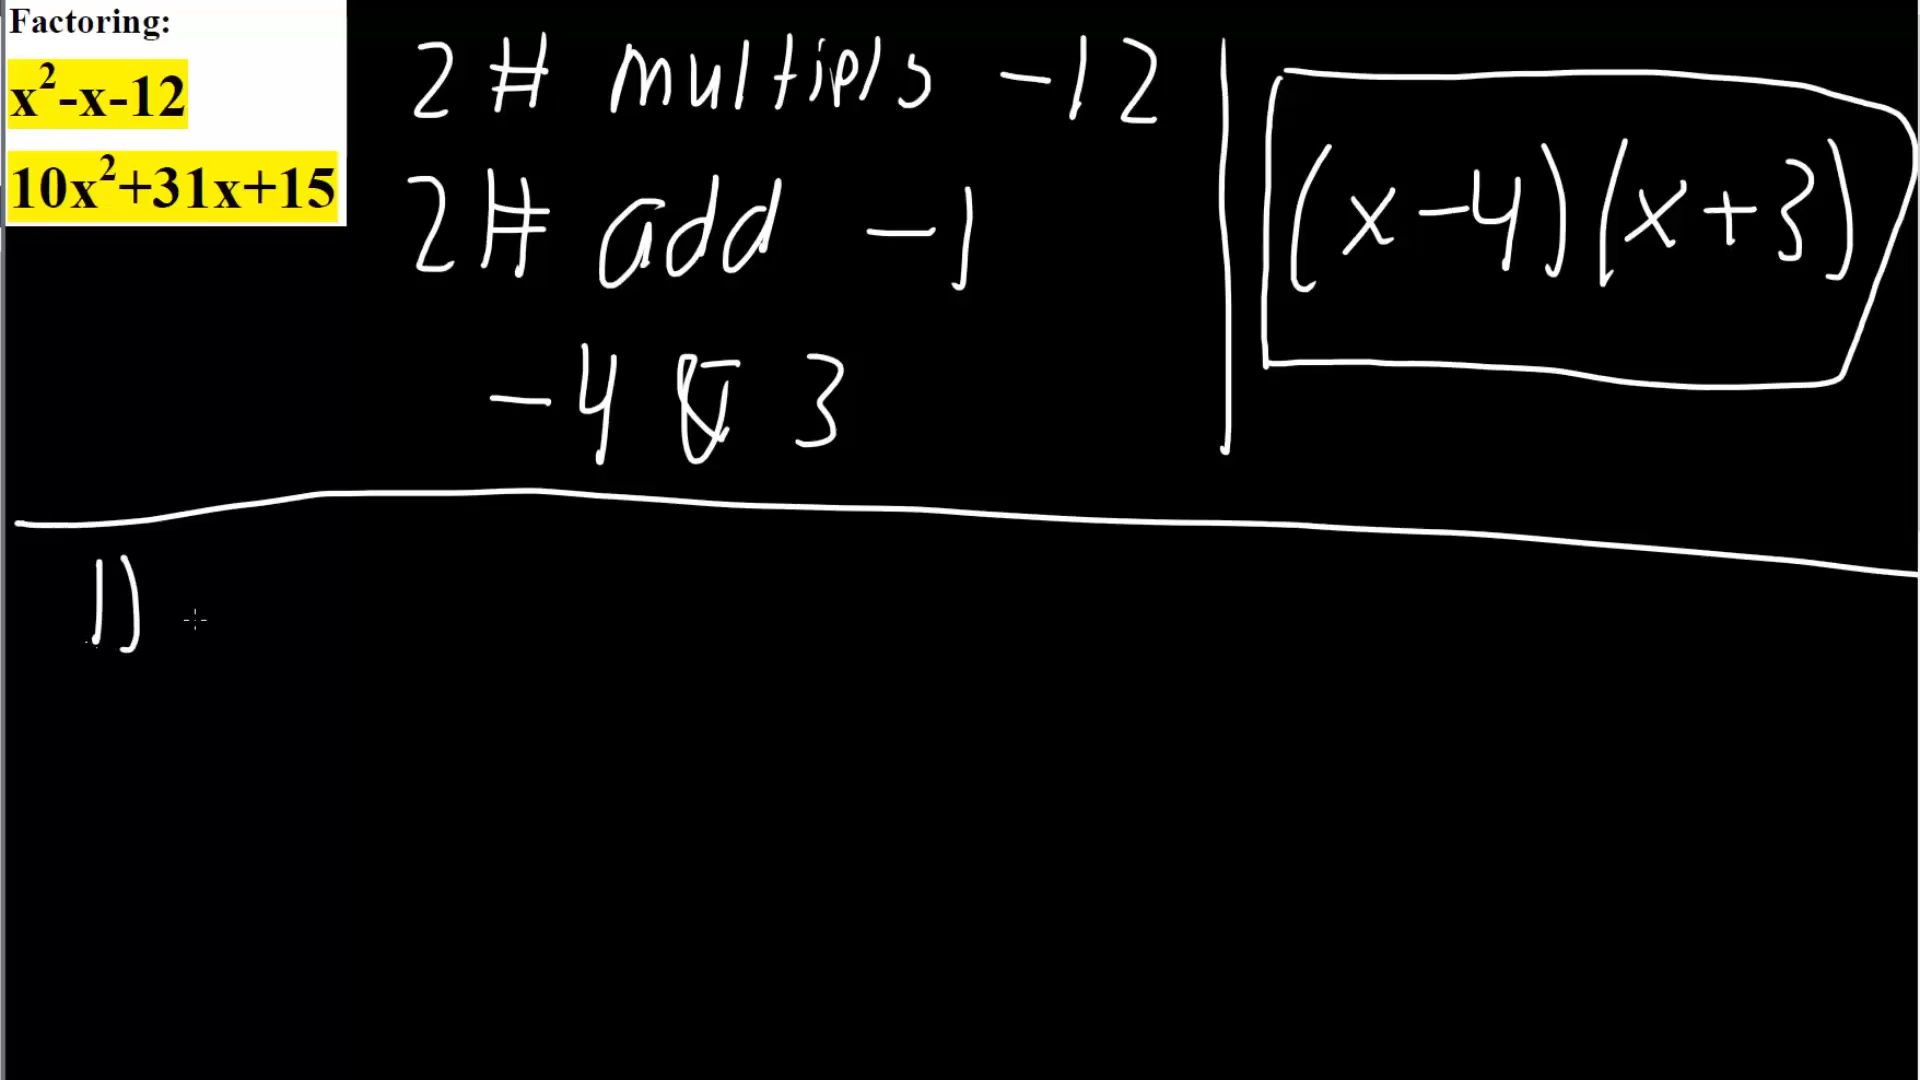 Factoring:
x²-x-12
10x²+31x+15
2 # multipls -12
2 # add -1
-4 & 3
(x-4)(x+3)
1)